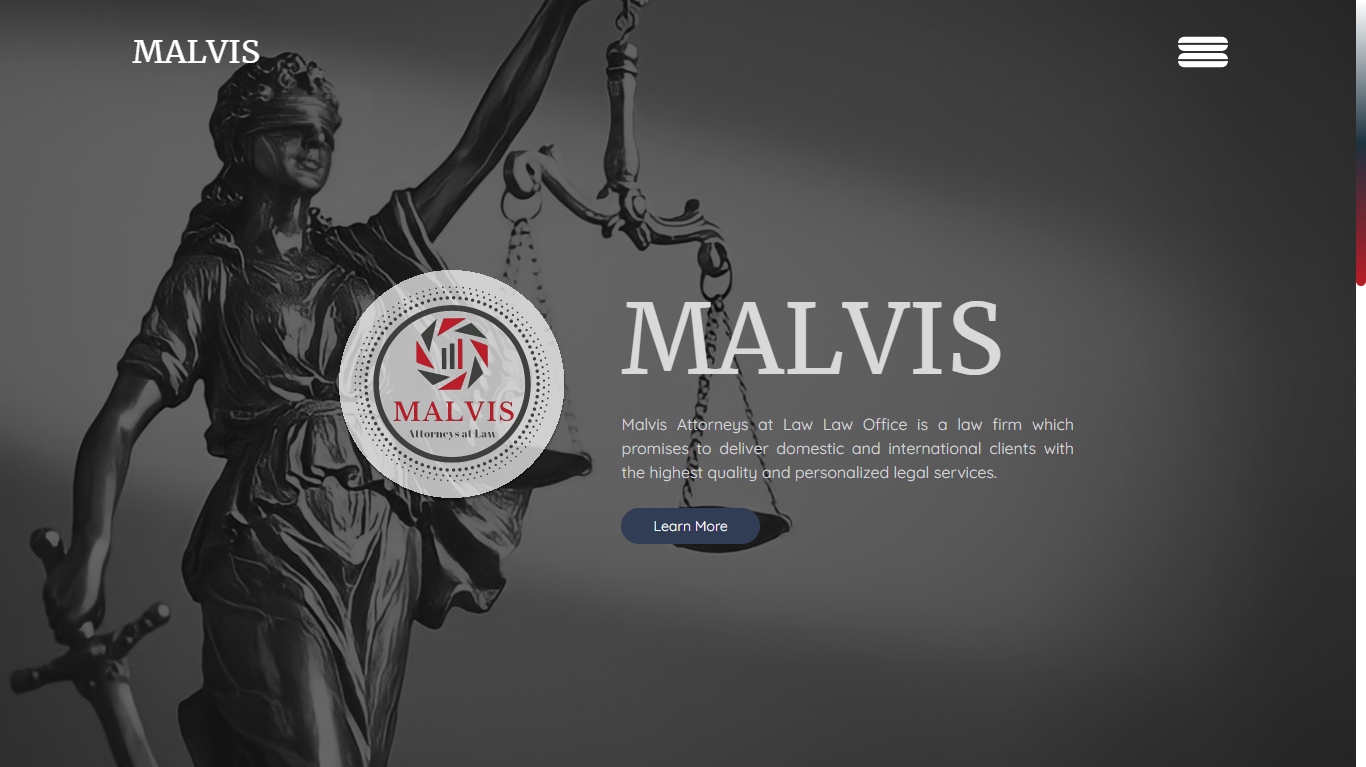 MALVIS
MALVIS
Attorneys at Law
MALVIS
Malvis Attorneys at Law Law Office is a law firm which
promises to deliver domestic and international clients with
the highest quality and personalized legal services.
Learn More